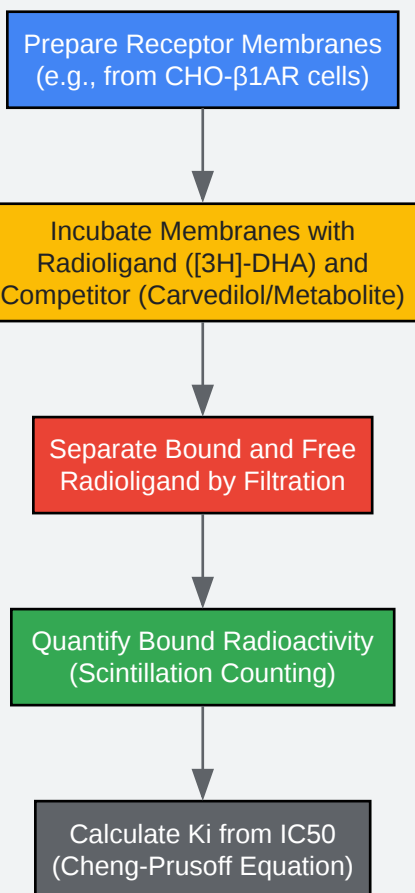 Prepare Receptor Membranes
(e.g., from CHO-β1AR cells)
Incubate Membranes with
Radioligand ([3H]-DHA) and
Competitor (Carvedilol/Metabolite)
Separate Bound and Free
Radioligand by Filtration
Quantify Bound Radioactivity
(Scintillation Counting)
Calculate Ki from IC50
(Cheng-Prusoff Equation)